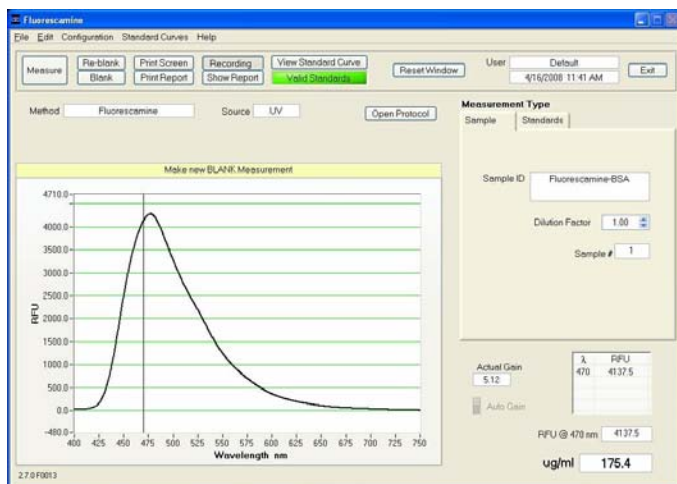 Fluorescamine
File Edit Configuration Standard Curves Help
Measure
Re-blank
Blank
Print Screen
Print Report
Recording
Show Report
View Standard Curve
Valid Standards
Reset Window
User Default
4/16/2008 11:41 AM
Exit
Method Fluorescamine Source UV Open Protocol
Measurement Type
Sample Standards
Sample ID Fluorescamine-BSA
Dilution Factor 1.00
Sample # 1
Make new BLANK Measurement
4710.0
4000.0
3500.0
3000.0
2500.0
2000.0
1500.0
1000.0
500.0
0.0
-480.0
RFU
400 425 450 475 500 525 550 575 600 625 650 675 700 725 750
Wavelength nm
Actual Gain
5.12
Auto Gain
λ RFU
470 4137.5
RFU @ 470 nm 4137.5
ug/ml 175.4
2.7.0 F0013